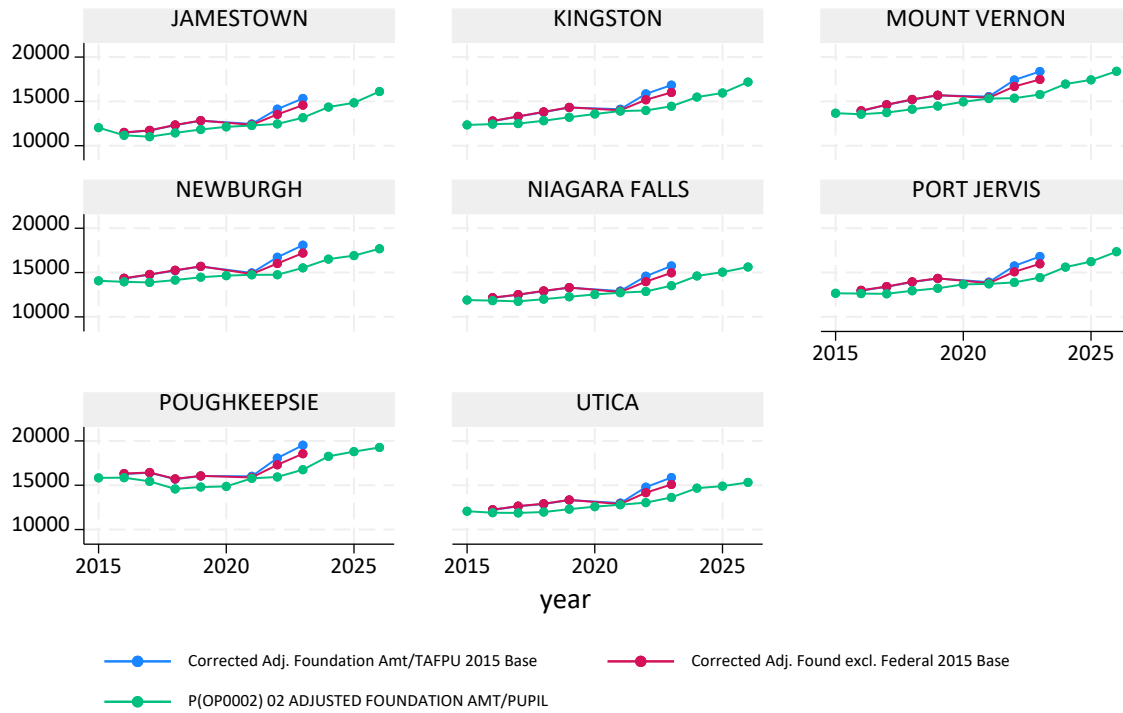 JAMESTOWN
KINGSTON
MOUNT VERNON
20000
15000
10000
NEWBURGH
NIAGARA FALLS
PORT JERVIS
20000
15000
10000
2015
2020
2025
POUGHKEEPSIE
UTICA
20000
15000
10000
2015
2020
2025
2015
2020
2025
year
Corrected Adj. Foundation Amt/TAFPU 2015 Base
Corrected Adj. Found excl. Federal 2015 Base
P(OP0002) 02 ADJUSTED FOUNDATION AMT/PUPIL